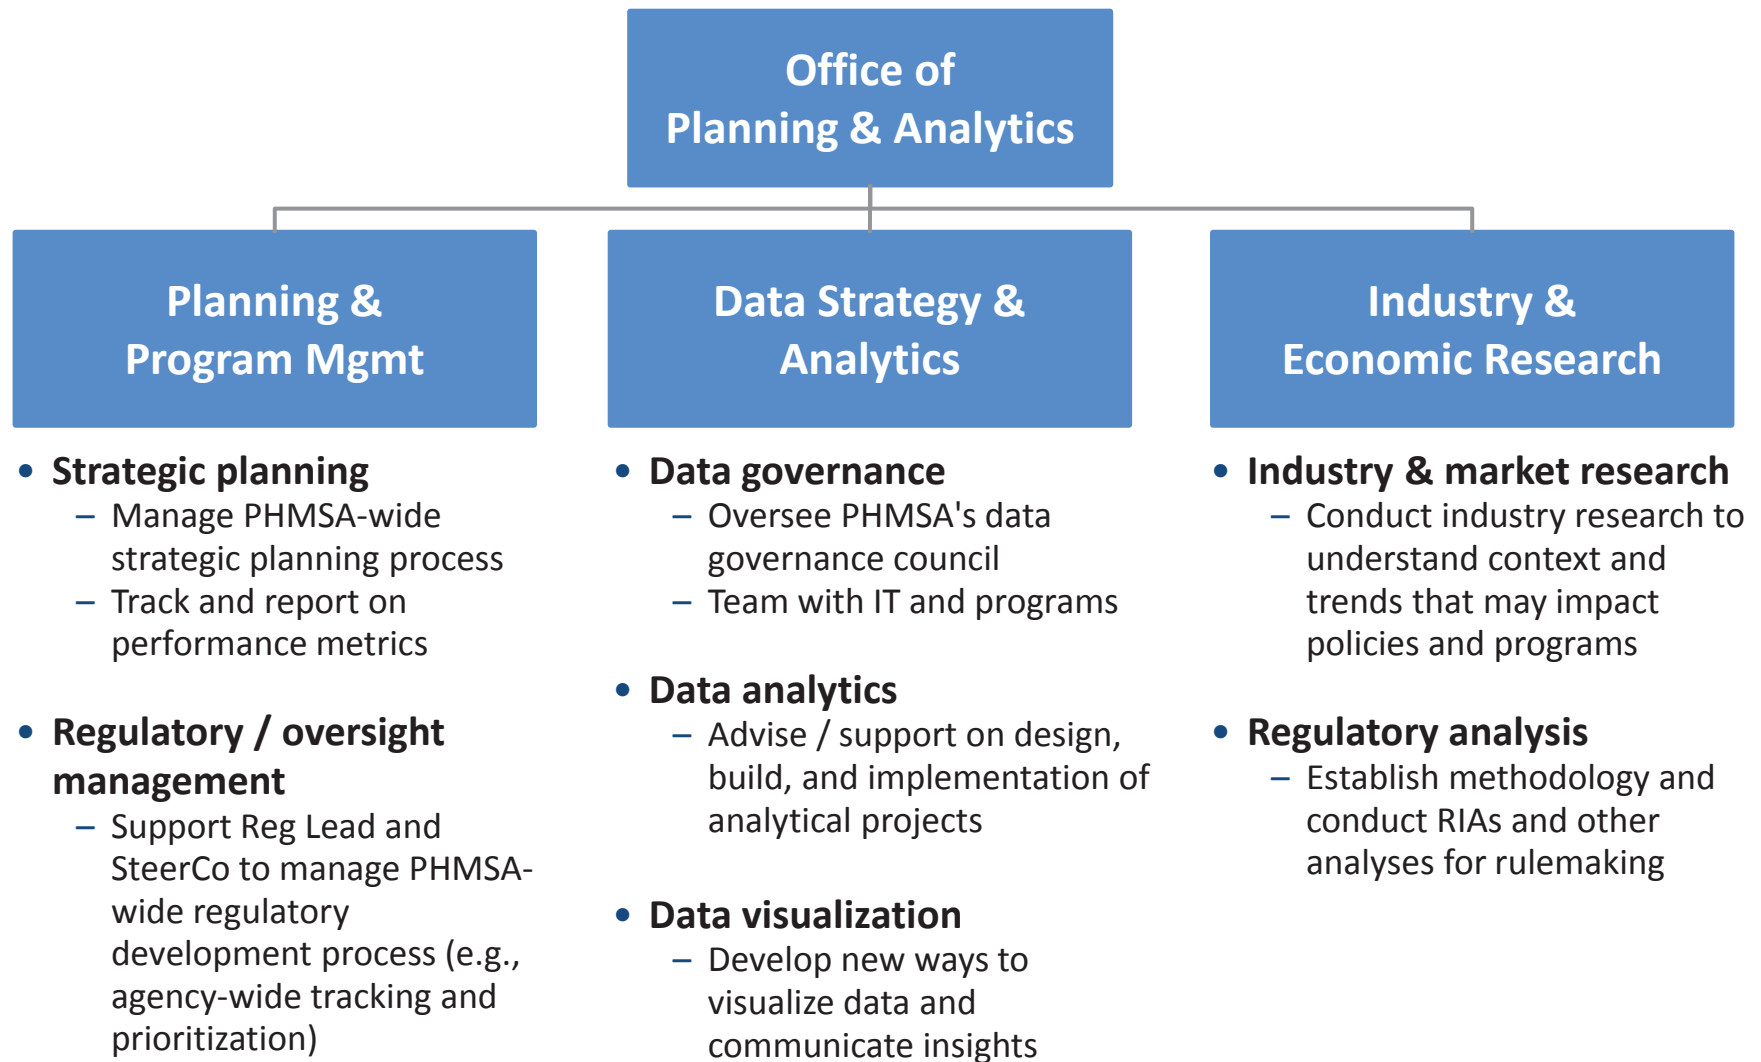 Office of
Planning & Analytics
Planning &
Program Mgmt
• Strategic planning
– Manage PHMSA-wide
strategic planning process
– Track and report on
performance metrics
• Regulatory / oversight
management
– Support Reg Lead and
SteerCo to manage PHMSA-
wide regulatory
development process (e.g.,
agency-wide tracking and
prioritization)
Data Strategy &
Analytics
• Data governance
– Oversee PHMSA's data
governance council
– Team with IT and programs
• Data analytics
– Advise / support on design,
build, and implementation of
analytical projects
• Data visualization
– Develop new ways to
visualize data and
communicate insights
Industry &
Economic Research
• Industry & market research
– Conduct industry research to
understand context and
trends that may impact
policies and programs
• Regulatory analysis
– Establish methodology and
conduct RIAs and other
analyses for rulemaking